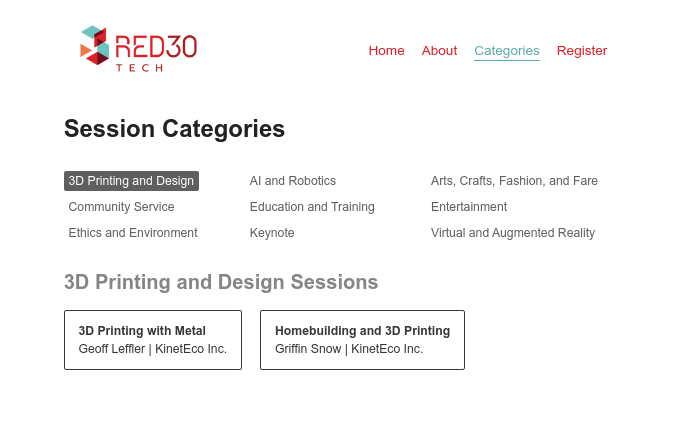 RED30
TECH
Home About Categories Register
Session Categories
3D Printing and Design AI and Robotics Arts, Crafts, Fashion, and Fare
Community Service Education and Training Entertainment
Ethics and Environment Keynote Virtual and Augmented Reality
3D Printing and Design Sessions
3D Printing with Metal Homebuilding and 3D Printing
Geoff Leffler | KinetEco Inc. Griffin Snow | KinetEco Inc.